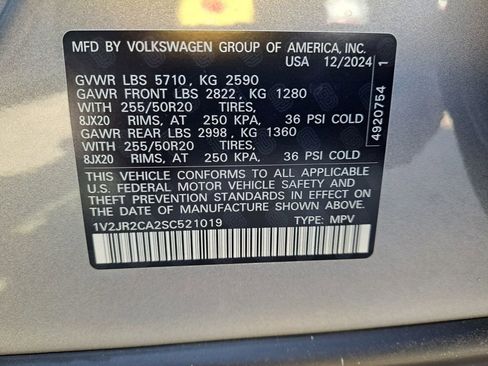 MFD BY VOLKSWAGEN GROUP OF AMERICA, INC.
USA 12/2024
GVWR LBS 5710, KG 2590
GAWR FRONT LBS 2822, KG 1280
WITH 255/50R20 TIRES,
8JX20 RIMS, AT 250 KPA, 36 PSI COLD
GAWR REAR LBS 2998, KG 1360
WITH 255/50R20 TIRES,
8JX20 RIMS, AT 250 KPA, 36 PSI COLD
THIS VEHICLE CONFORMS TO ALL APPLICABLE
U.S. FEDERAL MOTOR VEHICLE SAFETY AND
THEFT PREVENTION STANDARDS IN EFFECT ON
THE DATE OF MANUFACTURE SHOWN ABOVE.
1V2JR2CA2SC521019 TYPE: MPV
4920754 1